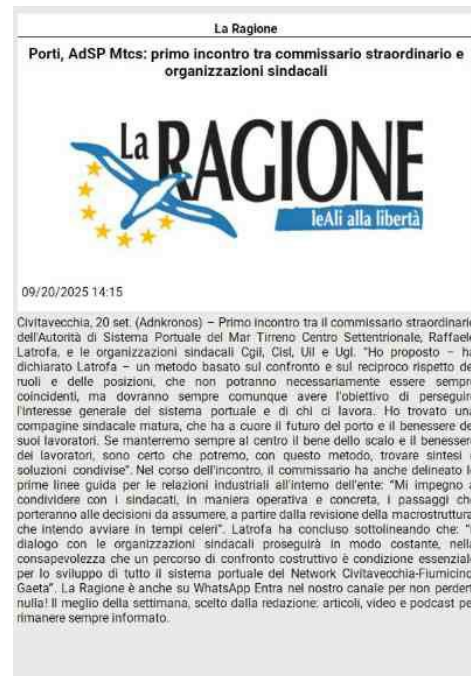 La Ragione
Porti, AdSP Mtcs: primo incontro tra commissario straordinario e
organizzazioni sindacali
La RAGIONE
leAli alla libertà
09/20/2025 14:15
Civitavecchia, 20 set. (Adnkronos) – Primo incontro tra il commissario straordinario
dell'Autorità di Sistema Portuale del Mar Tirreno Centro Settentrionale, Raffaele
Latrofa, e le organizzazioni sindacali Cgil, Cisl, Uil e Ugl. "Ho proposto – ha
dichiarato Latrofa – un metodo basato sul confronto e sul reciproco rispetto dei
ruoli e delle posizioni, che non potranno necessariamente essere sempre
coincidenti, ma dovranno sempre comunque avere l'obiettivo di perseguire
l'interesse generale del sistema portuale e di chi ci lavora. Ho trovato una
compagine sindacale matura, che ha a cuore il futuro del porto e il benessere dei
suoi lavoratori. Se manterremo sempre al centro il bene dello scalo e il benessere
dei lavoratori, sono certo che potremo, con questo metodo, trovare sintesi e
soluzioni condivise". Nel corso dell'incontro, il commissario ha anche delineato le
prime linee guida per le relazioni industriali all'interno dell'ente: "Mi impegno a
condividere con i sindacati, in maniera operativa e concreta, i passaggi che
porteranno alle decisioni da assumere, a partire dalla revisione della macrostruttura
che intendo avviare in tempi celeri". Latrofa ha concluso sottolineando che: "Il
dialogo con le organizzazioni sindacali proseguirà in modo costante, nella
consapevolezza che un percorso di confronto costruttivo è condizione essenziale
per lo sviluppo di tutto il sistema portuale del Network Civitavecchia-Fiumicino
Gaeta". La Ragione è anche su WhatsApp Entra nel nostro canale per non perderti
nulla! Il meglio della settimana, scelto dalla redazione: articoli, video e podcast per
rimanere sempre informato.